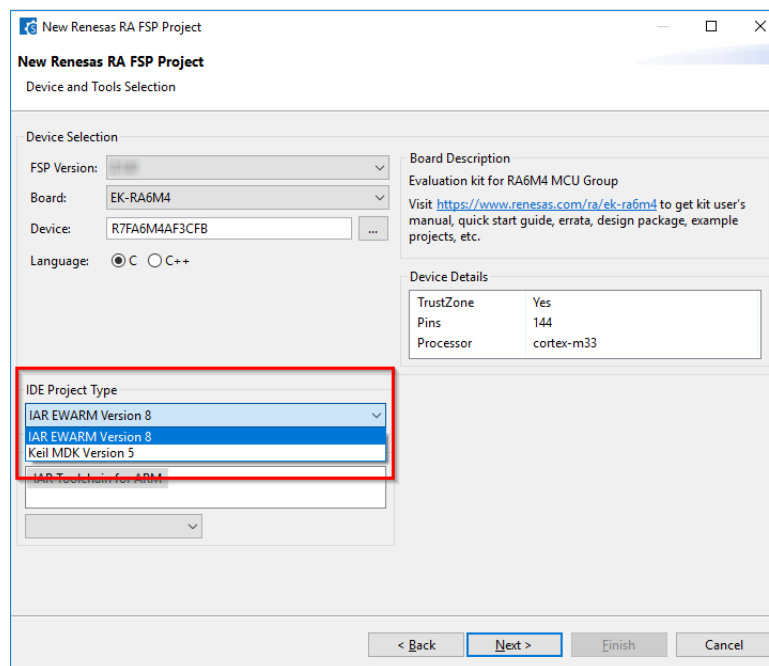 New Renesas RA FSP Project
New Renesas RA FSP Project
Device and Tools Selection
Device Selection
FSP Version:
Board: EK-RA6M4
Device: R7FA6M4AF3CFB ...
Language: C C++
Board Description
Evaluation kit for RA6M4 MCU Group
Visit https://www.renesas.com/ra/ek-ra6m4 to get kit user's
manual, quick start guide, errata, design package, example
projects, etc.
Device Details
TrustZone Yes
Pins 144
Processor cortex-m33
IDE Project Type
IAR EWARM Version 8
IAR EWARM Version 8
Keil MDK Version 5
IAR Toolchain for ARM
< Back Next > Finish Cancel